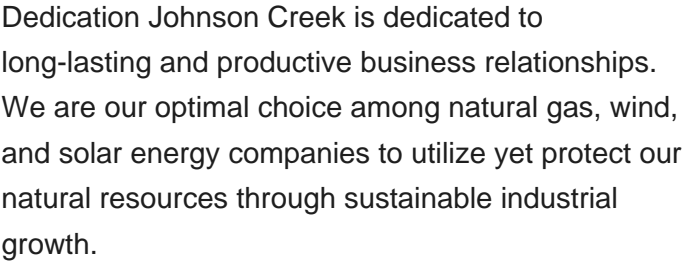 Dedication Johnson Creek is dedicated to
long-lasting and productive business relationships.
We are our optimal choice among natural gas, wind,
and solar energy companies to utilize yet protect our
natural resources through sustainable industrial
growth.